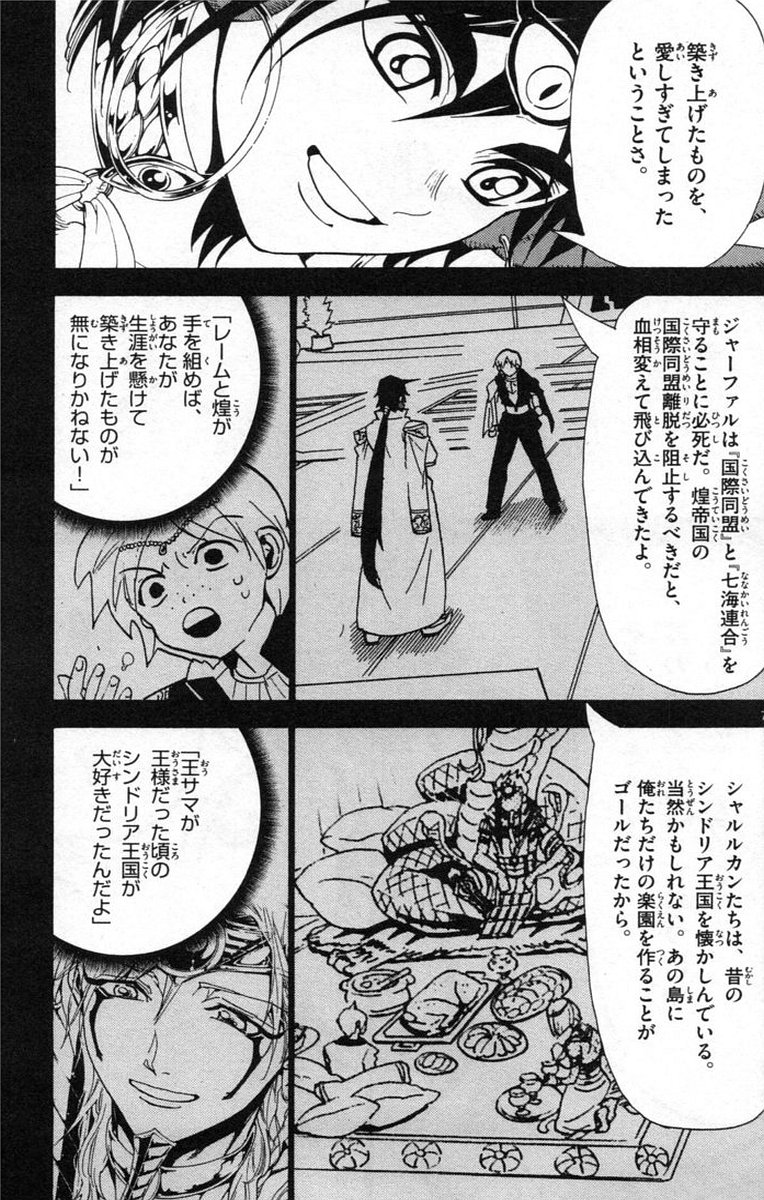 築き上げたものを、
愛しすぎてしまった
ということさ。
ジャーファルは『国際同盟』と『七海連合』を
守ることに必死だ。煌帝国の
国際同盟離脱を阻止するべきだと、
血相変えて飛び込んできたよ。
「レームと煌が
手を組めば、
あなたが
生涯を懸けて
築き上げたものが
無になりかねない!」
シャルルカンたちは、昔の
シンドリア王国を懐かしんでいる。
当然かもしれない。あの島に
俺たちだけの楽園を作ることが
ゴールだったから。
「王サマが
王様だった頃の
シンドリア王国が
大好きだったんだよ」